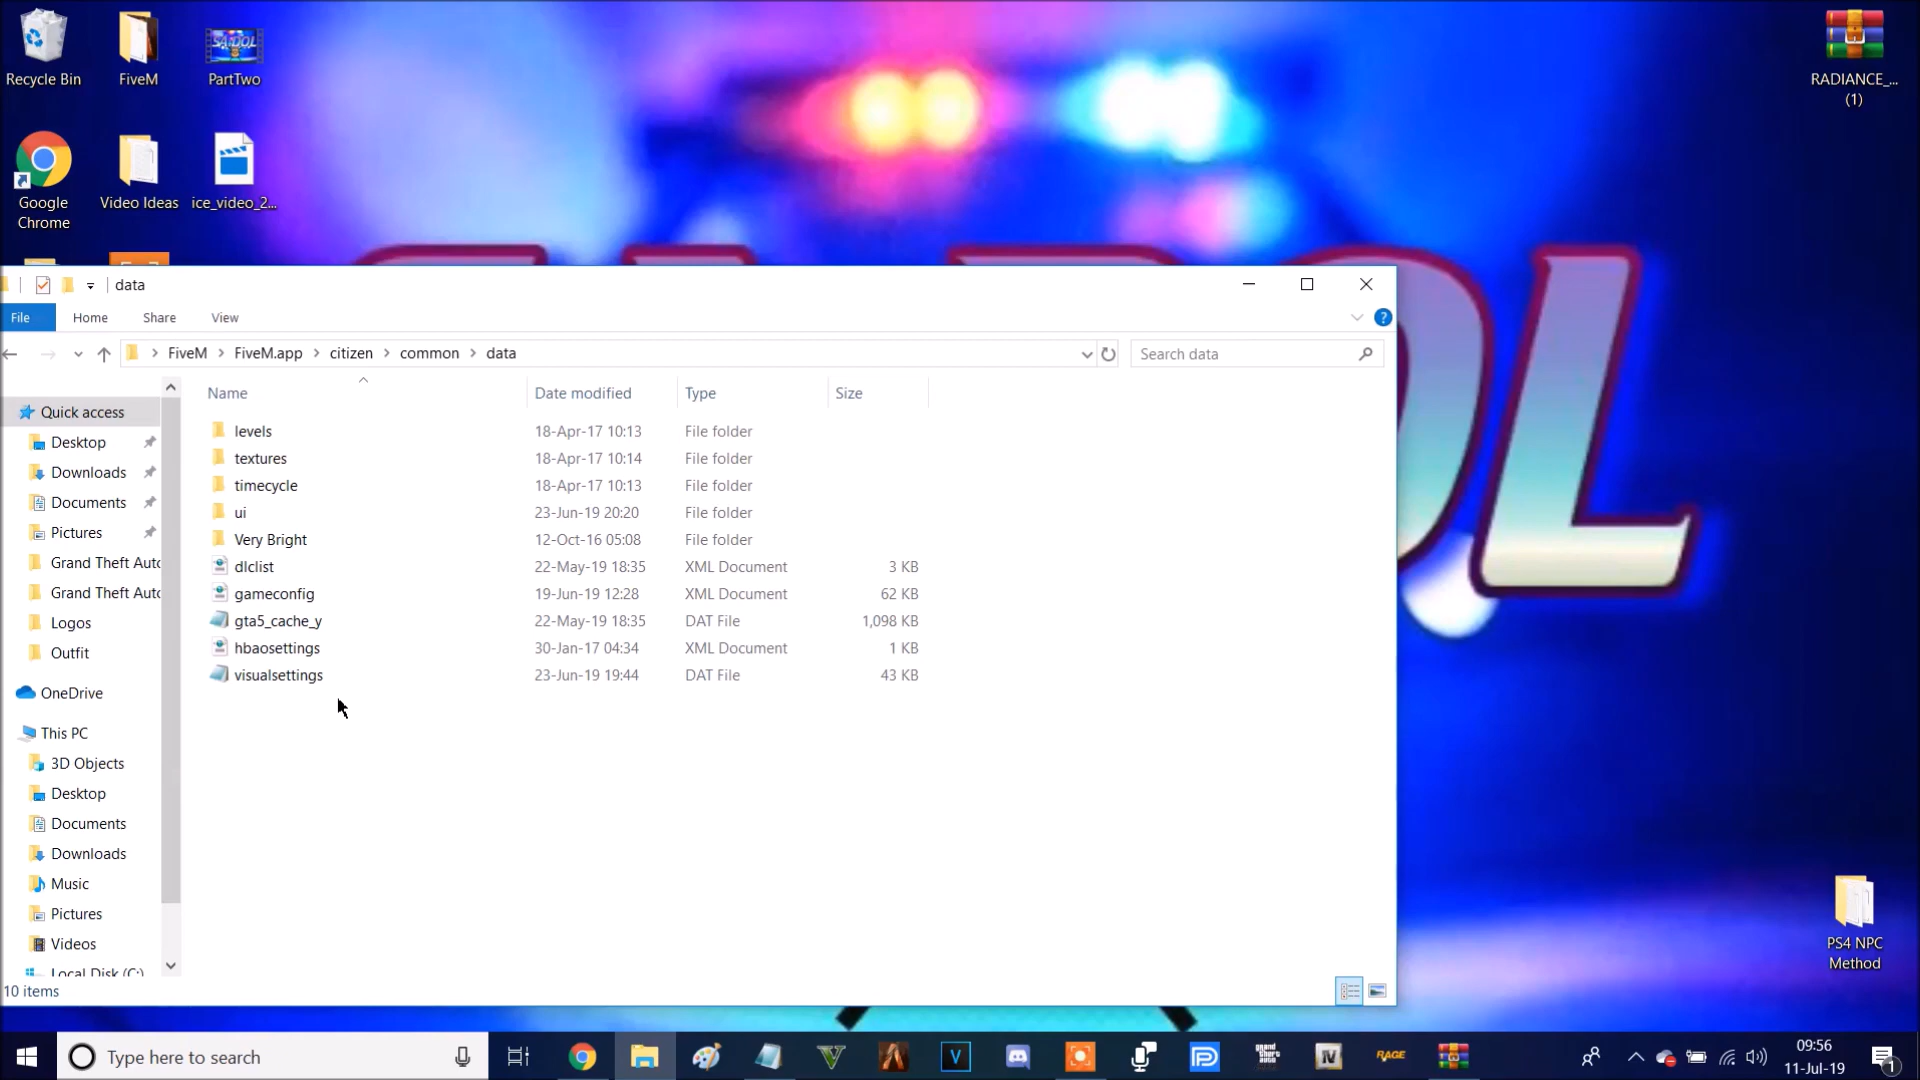 Recycle Bin
FiveM
PartTwo
RADIANCE_...
(1)
Google
Chrome
Video Ideas
ice_video_2...
data
File
Home
Share
View
FiveM > FiveM.app > citizen > common > data
Search data
Name
Date modified
Type
Size
Quick access
Desktop
Downloads
Documents
Pictures
Grand Theft Auto
Grand Theft Auto
Logos
Outfit
OneDrive
This PC
3D Objects
Desktop
Documents
Downloads
Music
Pictures
Videos
Local Disk (C:)
levels 18-Apr-17 10:13 File folder
textures 18-Apr-17 10:14 File folder
timecycle 18-Apr-17 10:13 File folder
ui 23-Jun-19 20:20 File folder
Very Bright 12-Oct-16 05:08 File folder
dlclist 22-May-19 18:35 XML Document 3 KB
gameconfig 19-Jun-19 12:28 XML Document 62 KB
gta5_cache_y 22-May-19 18:35 DAT File 1,098 KB
hbaosettings 30-Jan-17 04:34 XML Document 1 KB
visualsettings 23-Jun-19 19:44 DAT File 43 KB
10 items
PS4 NPC
Method
Type here to search
IV
RAGE
09:56
11-Jul-19
1